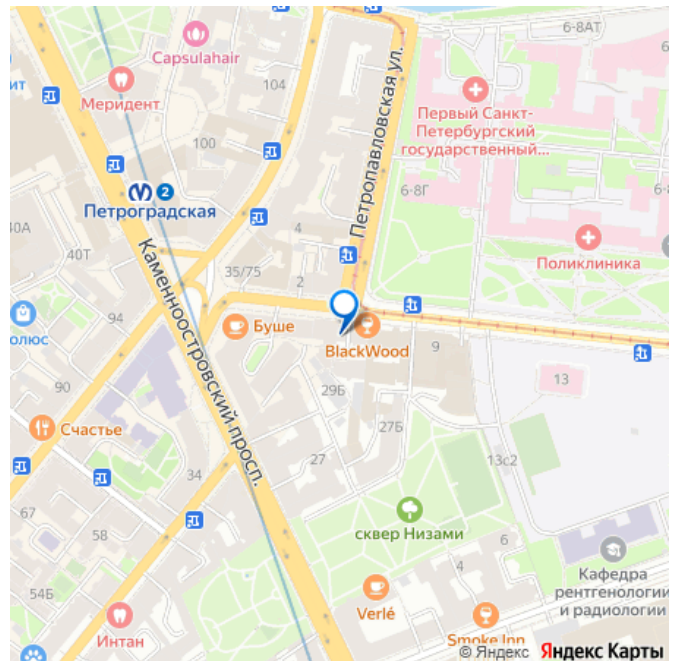 6-8АТ
Capsulahair
Меридент
104
Петропавловская ул.
Первый Санкт-
Петербургский
государственный...
100
2
Петроградская
6-8Г
40Т
4
Поликлиника
Каменноостровский просп.
35/75
2
94
Буше
BlackWood
9
90
29Б
13
Счастье
27Б
34
27
13с2
67
58
сквер Низами
6
4
Кафедра
рентгенологии
и радиологии
54Б
Verlé
Интан
Smoke Inn
© Яндекс Яндекс Карты